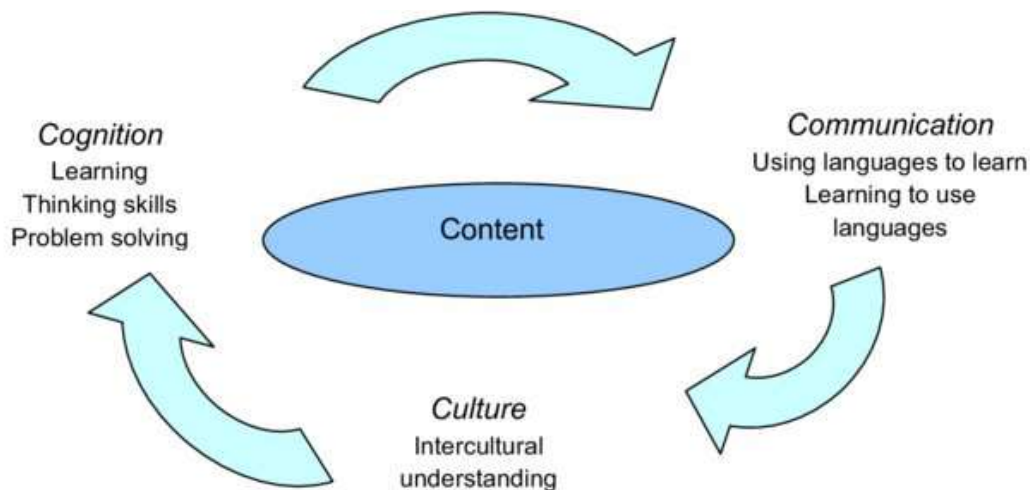 Cognition
Learning
Thinking skills
Problem solving
Communication
Using languages to learn
Learning to use
languages
Content
Culture
Intercultural
understanding